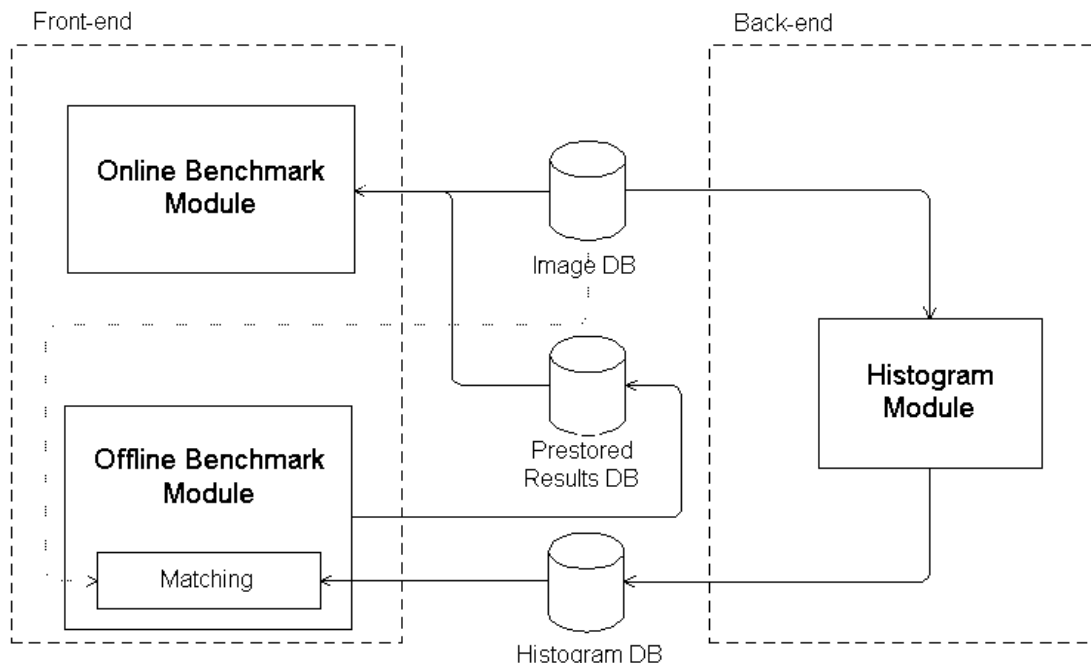 Front-end
Back-end
Online Benchmark
Module
Image DB
Histogram
Module
Prestored
Results DB
Offline Benchmark
Module
Matching
Histogram DB